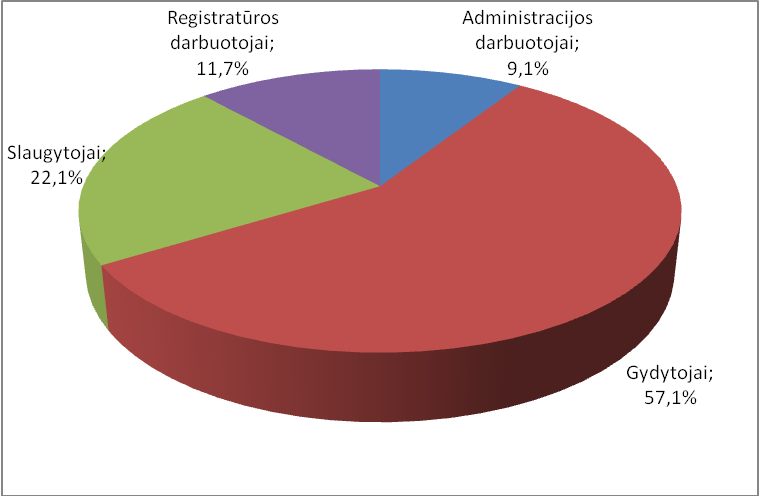 Registratūros
darbuotojai;
11,7%
Administracijos
darbuotojai;
9,1%
Slaugytojai;
22,1%
Gydytojai;
57,1%